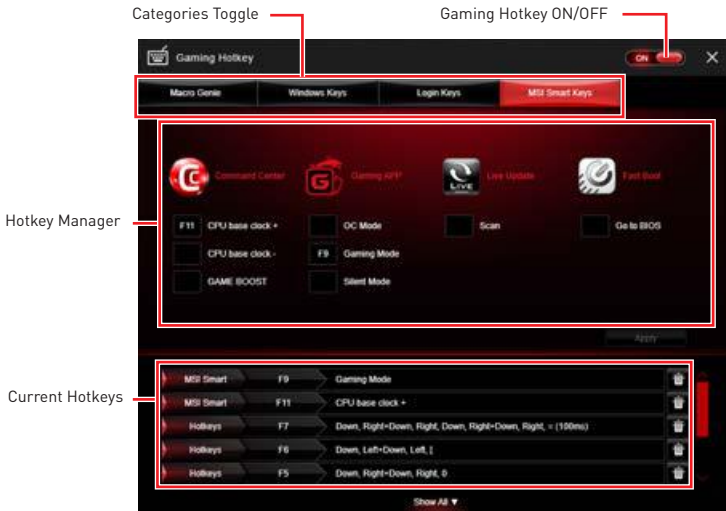 Categories Toggle Gaming Hotkey ON/OFF
Gaming Hotkey ON
Macro Genie Windows Keys Login Keys MSI Smart Keys
Command Center Gaming APP Live Update Fast Boot
LIVE
Hotkey Manager
F11 CPU base clock + OC Mode Scan Go to BIOS
CPU base clock - F9 Gaming Mode
GAME BOOST Silent Mode
Apply
Current Hotkeys
MSI Smart F9 Gaming Mode
MSI Smart F11 CPU base clock +
Hotkeys F7 Down, Right+Down, Right, Down, Right+Down, Right, = (100ms)
Hotkeys F6 Down, Left+Down, Left, [
Hotkeys F5 Down, Right+Down, Right, 0
Show All ▼